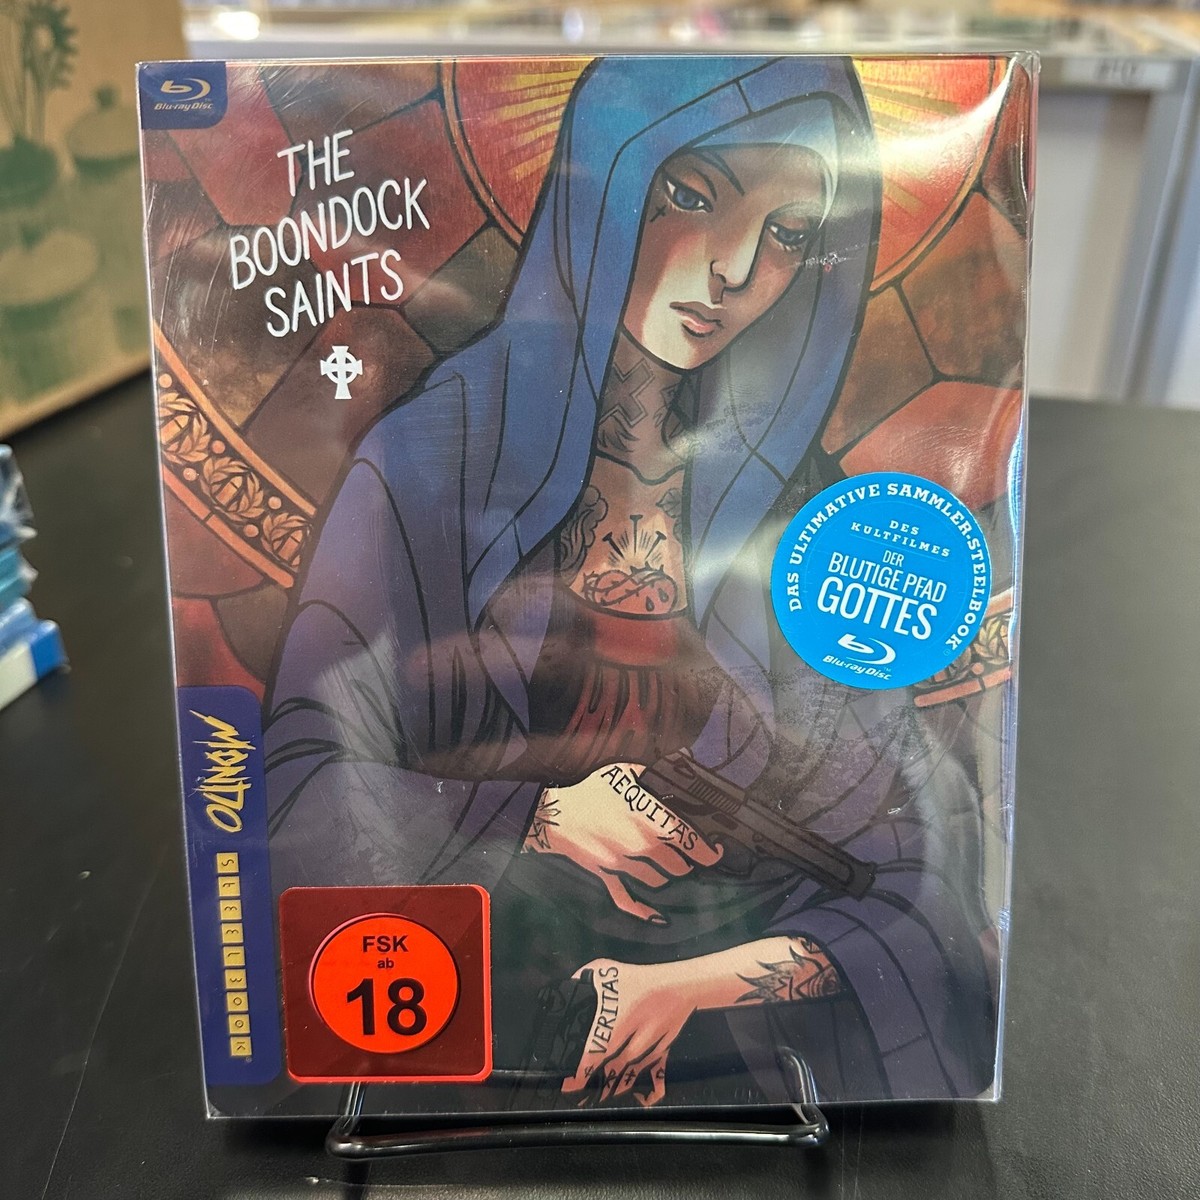 Blu-ray Disc
THE
BOONDOCK
SAINTS
DAS ULTIMATIVE SAMMLER-STEELBOOK
DES
KULTFILMES
DER
BLUTIGE PFAD
GOTTES
Blu-ray Disc
MONDO
STEELBOOK
AEQUITAS
VERITAS
FSK
ab
18